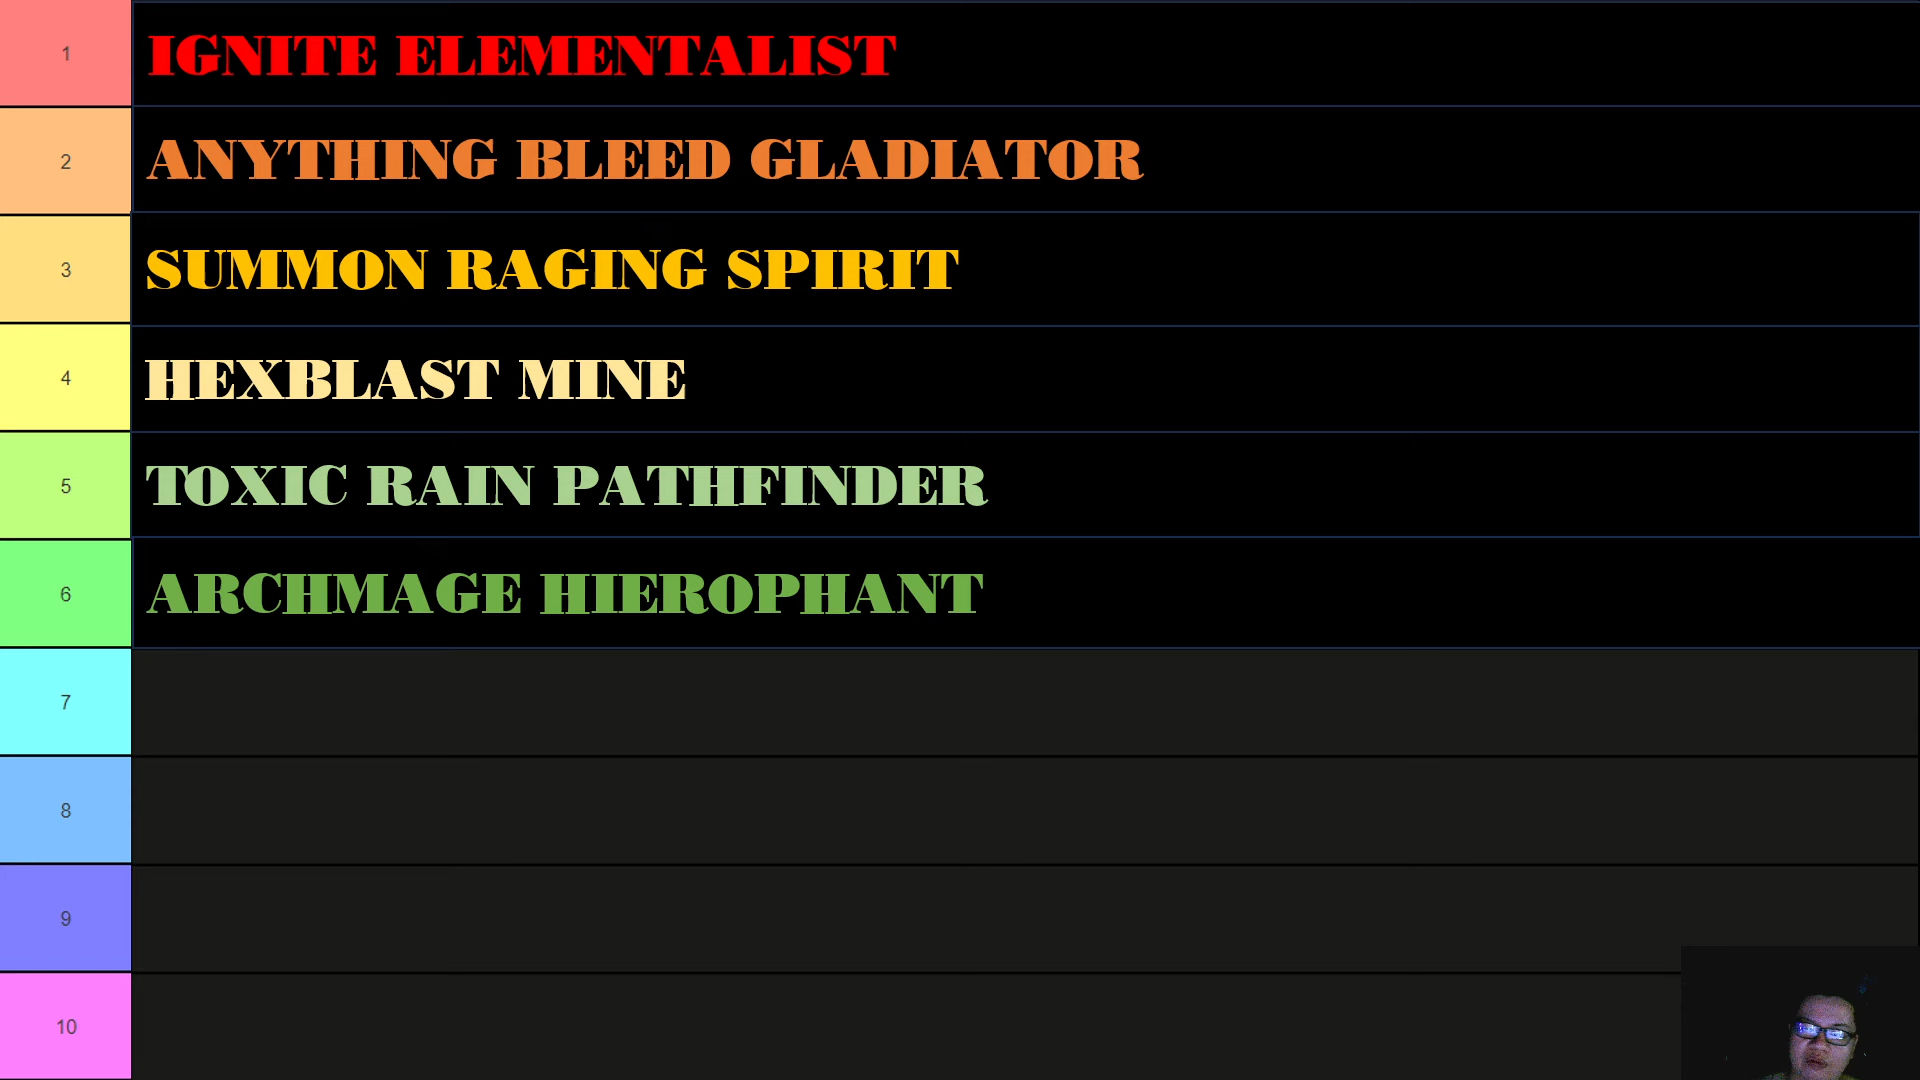 1
IGNITE ELEMENTALIST
2
ANYTHING BLEED GLADIATOR
3
SUMMON RAGING SPIRIT
4
HEXBLAST MINE
5
TOXIC RAIN PATHFINDER
6
ARCHMAGE HIEROPHANT
7
8
9
10